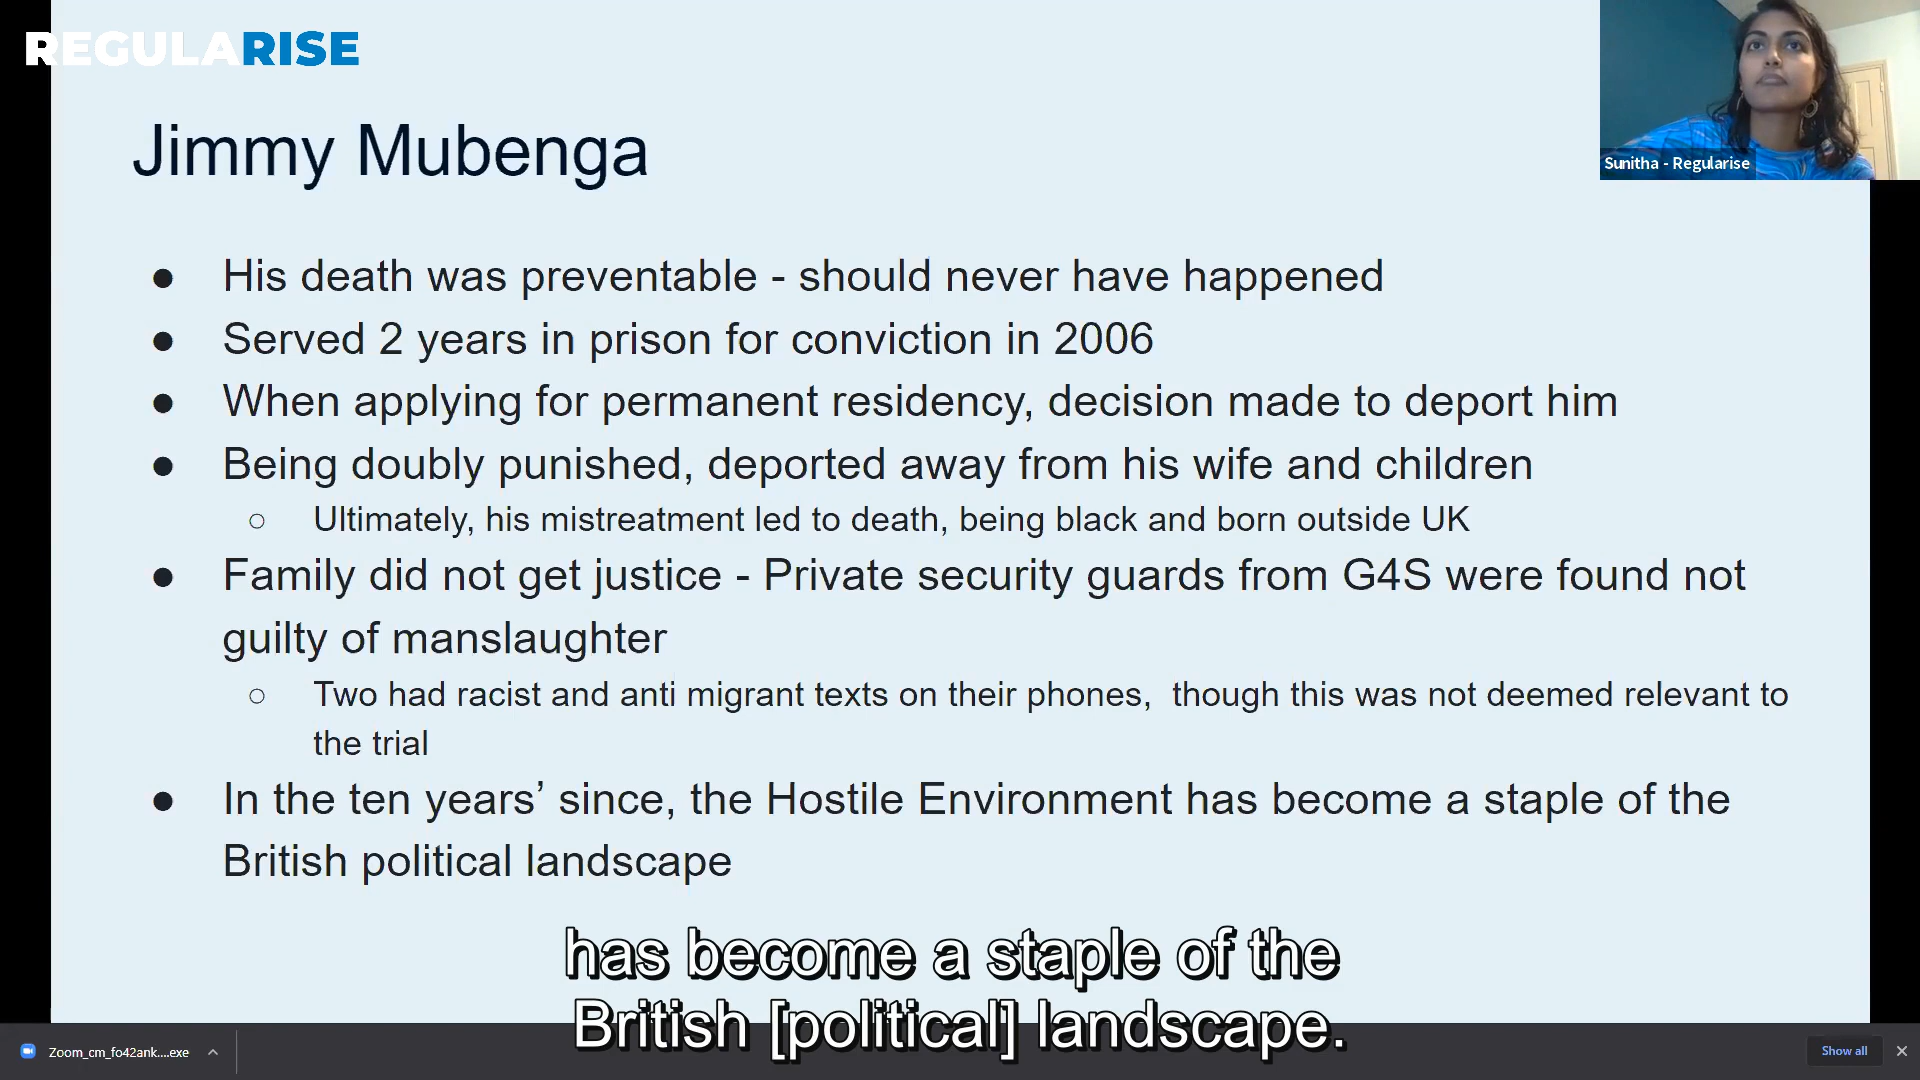 REGULARISE
Sunitha - Regularise
Jimmy Mubenga
● His death was preventable - should never have happened
● Served 2 years in prison for conviction in 2006
● When applying for permanent residency, decision made to deport him
● Being doubly punished, deported away from his wife and children
○ Ultimately, his mistreatment led to death, being black and born outside UK
● Family did not get justice - Private security guards from G4S were found not
guilty of manslaughter
○ Two had racist and anti migrant texts on their phones,  though this was not deemed relevant to
the trial
● In the ten years’ since, the Hostile Environment has become a staple of the
British political landscape
has become a staple of the
British [political] landscape.
Zoom_cm_fo42ank....exe
Show all